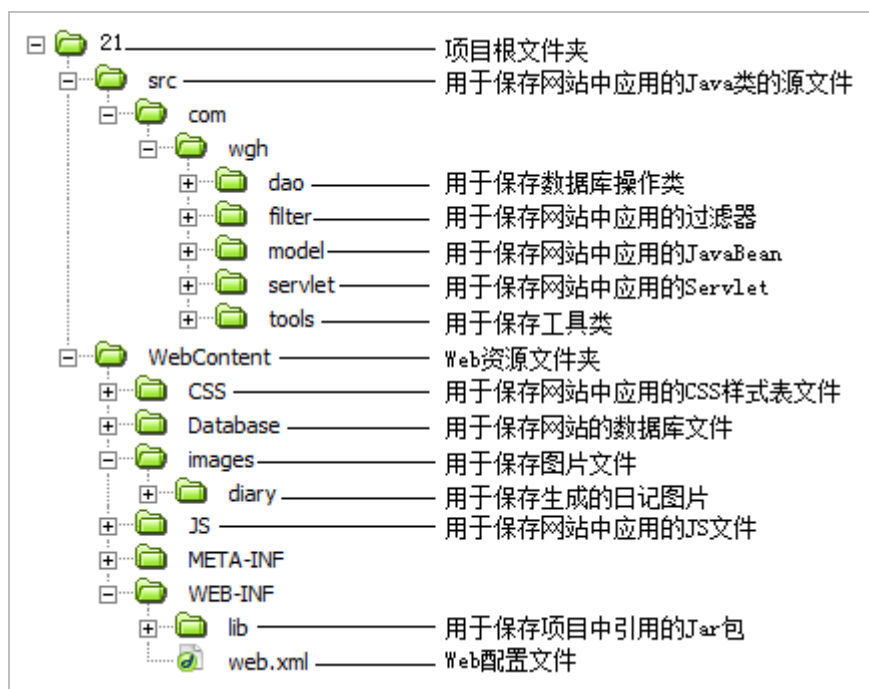 21 项目根文件夹
src 用于保存网站中应用的Java类的源文件
com
wgh
dao 用于保存数据库操作类
filter 用于保存网站中应用的过滤器
model 用于保存网站中应用的JavaBean
servlet 用于保存网站中应用的Servlet
tools 用于保存工具类
WebContent Web资源文件夹
CSS 用于保存网站中应用的CSS样式表文件
Database 用于保存网站的数据库文件
images 用于保存图片文件
diary 用于保存生成的日记图片
JS 用于保存网站中应用的JS文件
META-INF
WEB-INF
lib 用于保存项目中引用的Jar包
web.xml Web配置文件